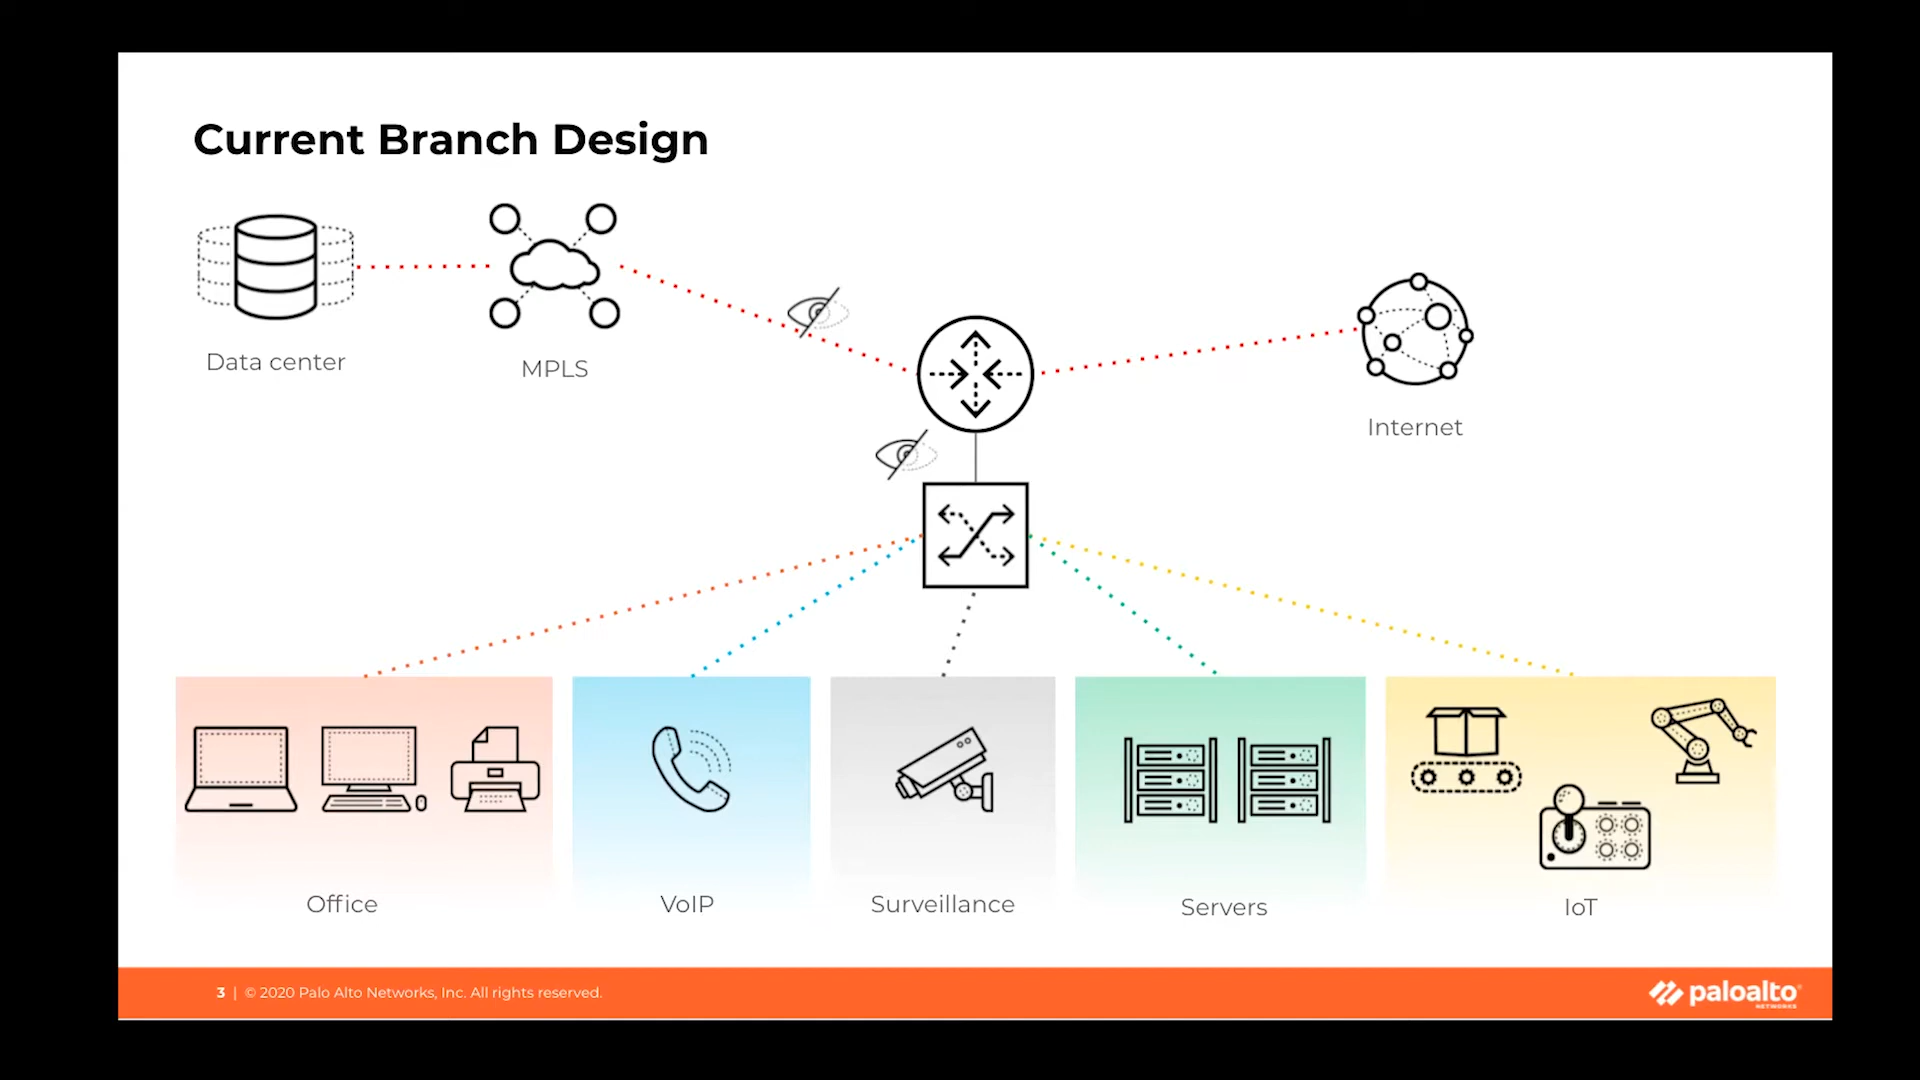 Current Branch Design
Data center
MPLS
Internet
Office
VoIP
Surveillance
Servers
IoT
3 | © 2020 Palo Alto Networks, Inc. All rights reserved.
paloalto
NETWORKS